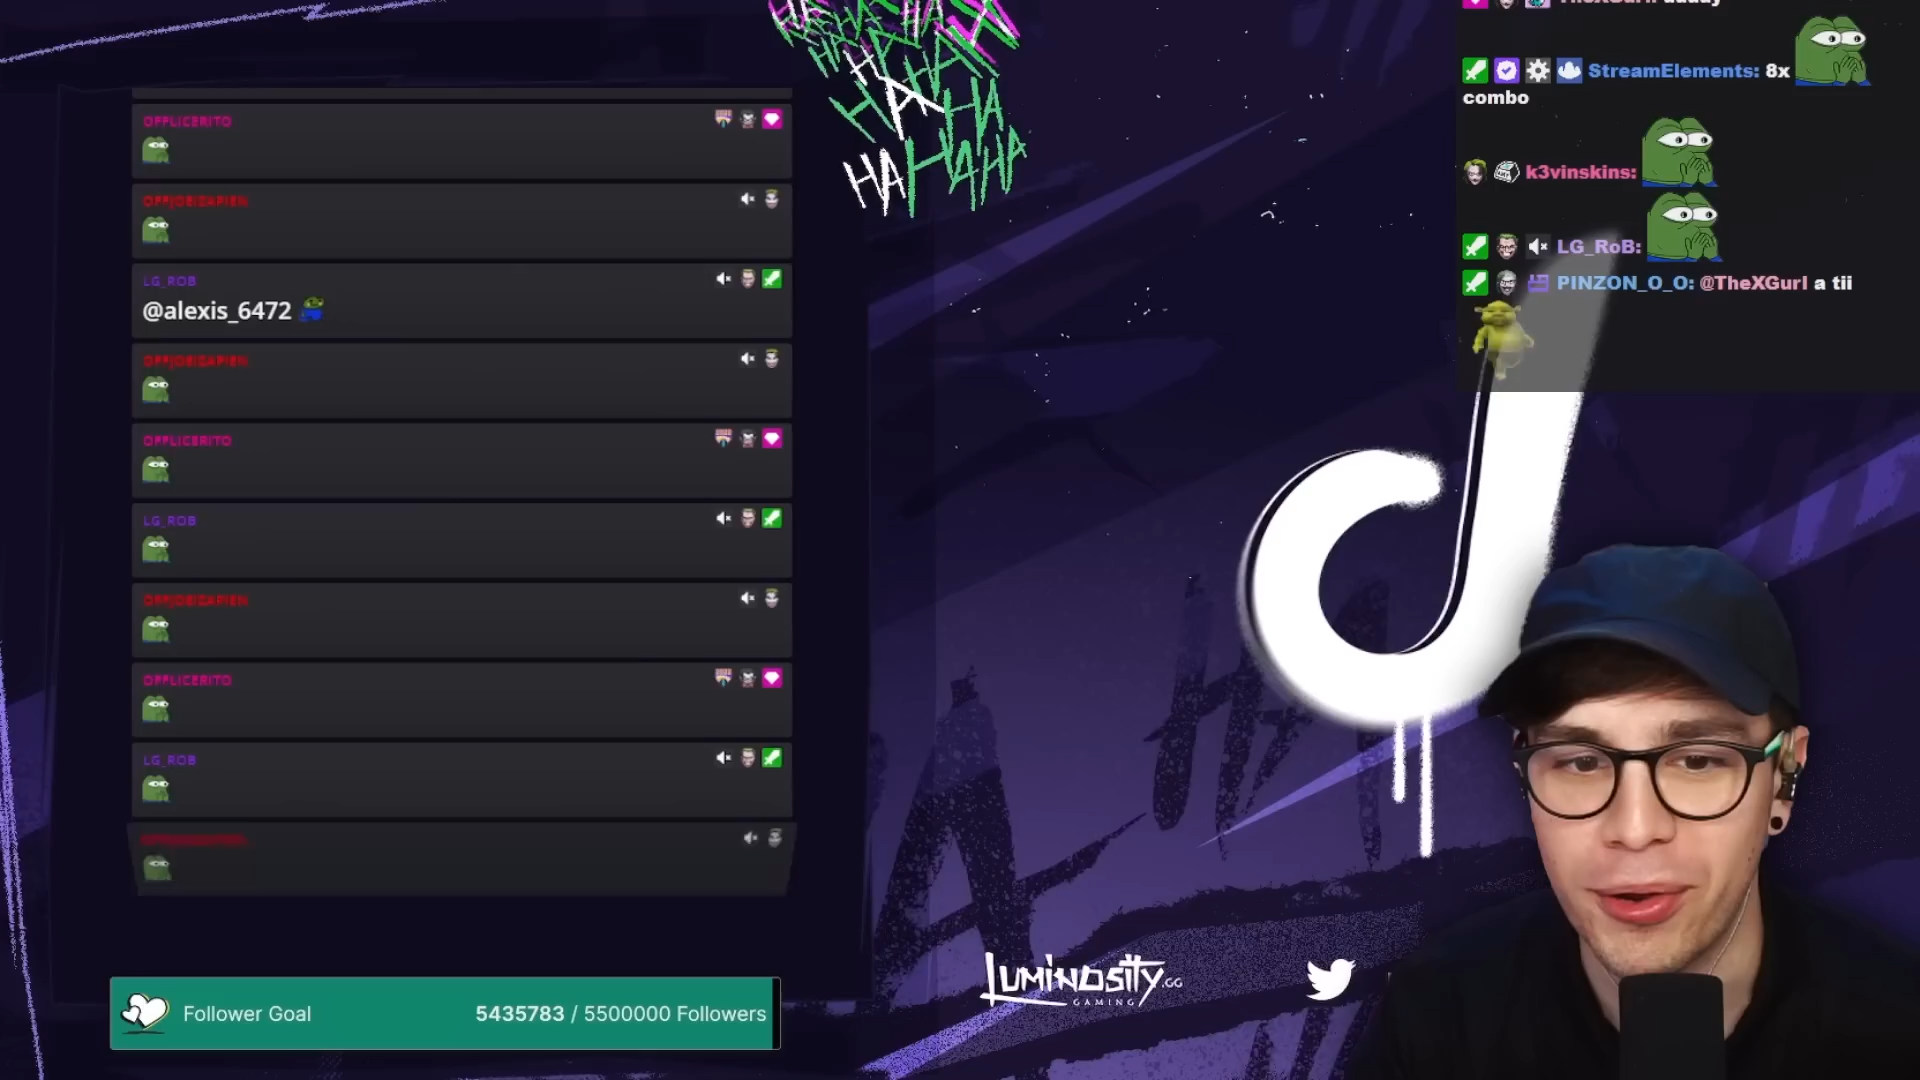 OFFLICERITO
LG_ROB
@alexis_6472
OFFLICERITO
LG_ROB
OFFLICERITO
LG_ROB
Follower Goal
5435783 / 5500000 Followers
HA
HAHAHA
LUMINOSITY.GG
GAMING
StreamElements: 8x
combo
k3vinskins:
LG_RoB:
PINZON_O_O: @TheXGurl a tii